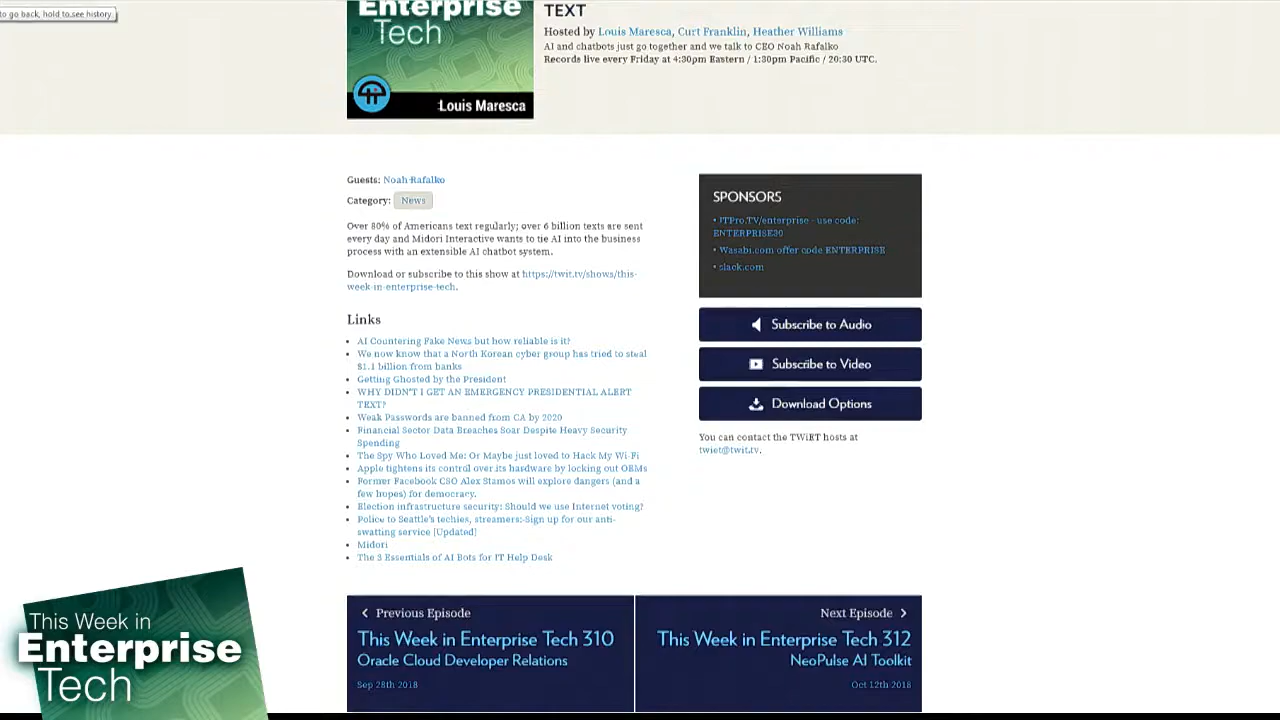 to go back, hold to see history.
Enterprise
Tech
Louis Maresca
TEXT
Hosted by Louis Maresca, Curt Franklin, Heather Williams
AI and chatbots just go together and we talk to CEO Noah Rafalko
Records live every Friday at 4:30pm Eastern / 1:30pm Pacific / 20:30 UTC.
Guests: Noah Rafalko
Category: News
Over 80% of Americans text regularly; over 6 billion texts are sent
every day and Midori Interactive wants to tie AI into the business
process with an extensible AI chatbot system.
Download or subscribe to this show at https://twit.tv/shows/this-
week-in-enterprise-tech.
Links
• AI Countering Fake News but how reliable is it?
• We now know that a North Korean cyber group has tried to steal
$1.1 billion from banks
• Getting Ghosted by the President
• WHY DIDN'T I GET AN EMERGENCY PRESIDENTIAL ALERT
TEXT?
• Weak Passwords are banned from CA by 2020
• Financial Sector Data Breaches Soar Despite Heavy Security
Spending
• The Spy Who Loved Me: Or Maybe just loved to Hack My Wi-Fi
• Apple tightens its control over its hardware by locking out OEMs
• Former Facebook CSO Alex Stamos will explore dangers (and a
few hopes) for democracy.
• Election infrastructure security: Should we use Internet voting?
• Police to Seattle's techies, streamers: Sign up for our anti-
swatting service [Updated]
• Midori
• The 3 Essentials of AI Bots for IT Help Desk
SPONSORS
• ITPro.TV/enterprise - use code:
ENTERPRISE30
• Wasabi.com offer code ENTERPRISE
• slack.com
Subscribe to Audio
Subscribe to Video
Download Options
You can contact the TWiET hosts at
twiet@twit.tv.
Previous Episode
This Week in Enterprise Tech 310
Oracle Cloud Developer Relations
Sep 28th 2018
Next Episode
This Week in Enterprise Tech 312
NeoPulse AI Toolkit
Oct 12th 2018
This Week in
Enterprise
Tech